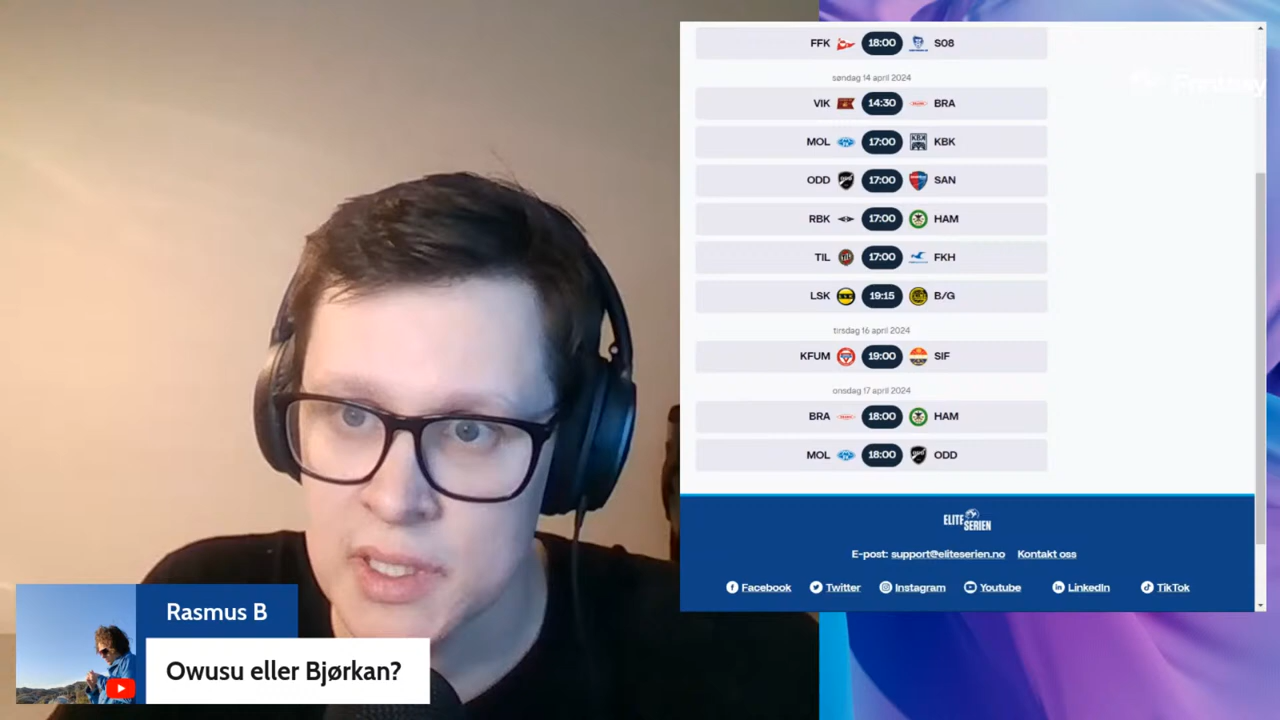 FFK 18:00 S08
søndag 14 april 2024
VIK 14:30 BRA
MOL 17:00 KBK
ODD 17:00 SAN
RBK 17:00 HAM
TIL 17:00 FKH
LSK 19:15 B/G
tirsdag 16 april 2024
KFUM 19:00 SIF
onsdag 17 april 2024
BRA 18:00 HAM
MOL 18:00 ODD
ELITE
SERIEN
E-post: support@eliteserien.no Kontakt oss
Facebook Twitter Instagram Youtube LinkedIn TikTok
Rasmus B
Owusu eller Bjørkan?